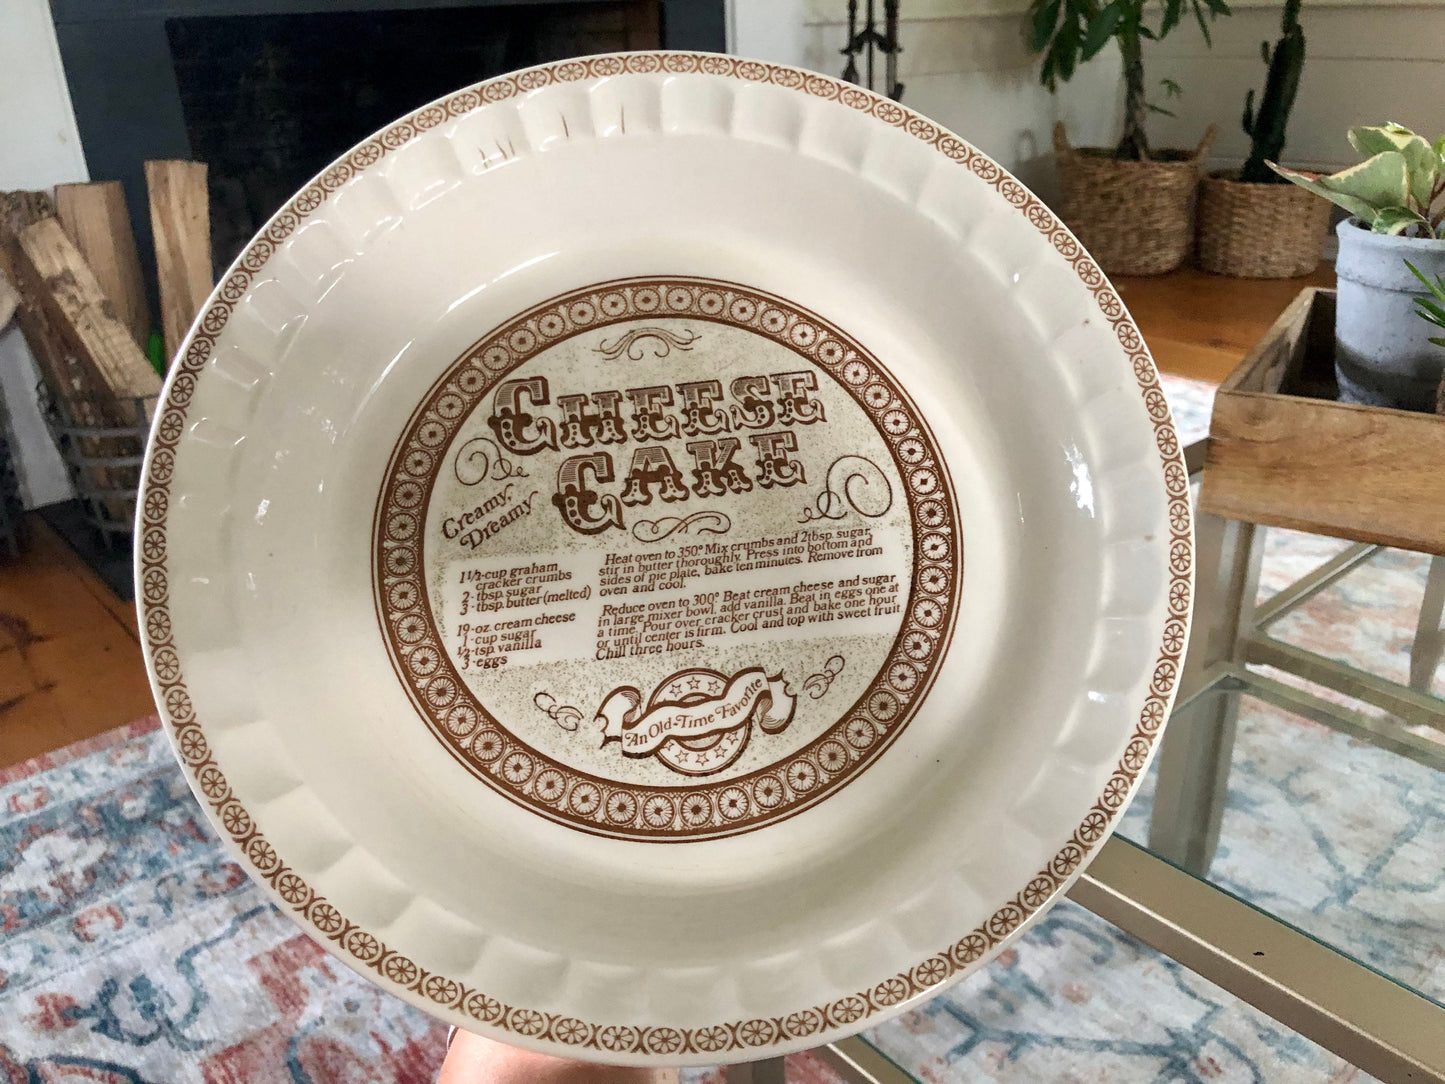 CHEESE
CAKE
Creamy,
Dreamy
1 1/2-cup graham
cracker crumbs
2-tbsp. sugar
3-tbsp. butter (melted)
19-oz. cream cheese
1-cup sugar
1/2-tsp. vanilla
3-eggs
Heat oven to 350° Mix crumbs and 2tbsp. sugar,
stir in butter thoroughly. Press into bottom and
sides of pie plate, bake ten minutes. Remove from
oven and cool.
Reduce oven to 300° Beat cream cheese and sugar
in large mixer bowl, add vanilla. Beat in eggs one at
a time. Pour over cracker crust and bake one hour
or until center is firm. Cool and top with sweet fruit
Chill three hours.
An Old-Time Favorite